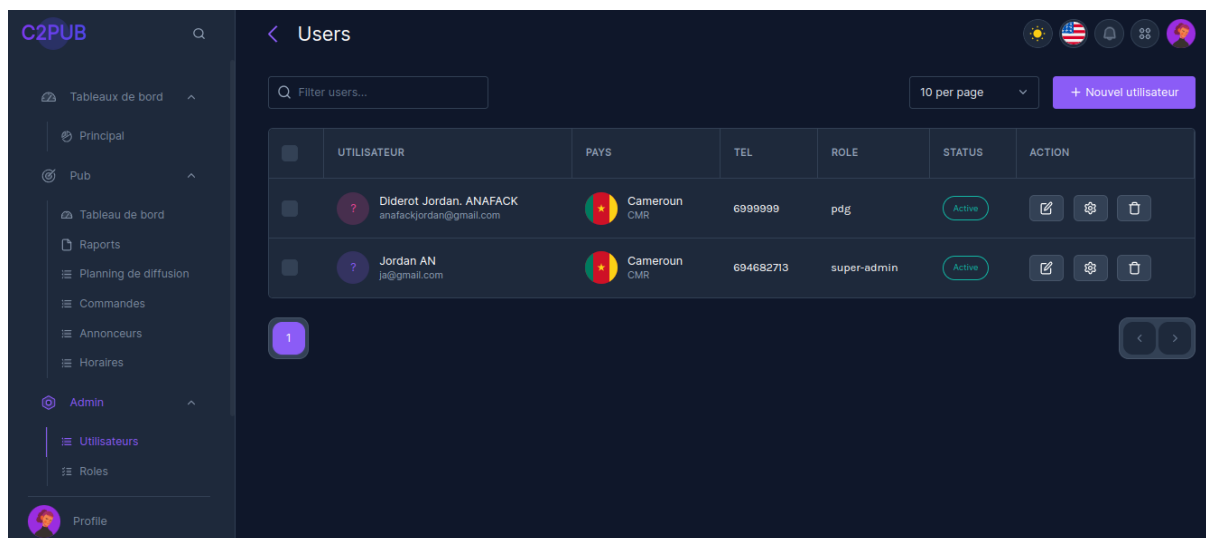 C2PUB
Tableaux de bord
Principal
Pub
Tableau de bord
Raports
Planning de diffusion
Commandes
Annonceurs
Horaires
Admin
Utilisateurs
Roles
Profile
Users
Filter users...
10 per page
+ Nouvel utilisateur
UTILISATEUR PAYS TEL ROLE STATUS ACTION
? Diderot Jordan. ANAFACK Cameroun 6999999 pdg Active
anafackjordan@gmail.com CMR
? Jordan AN Cameroun 694682713 super-admin Active
ja@gmail.com CMR
1